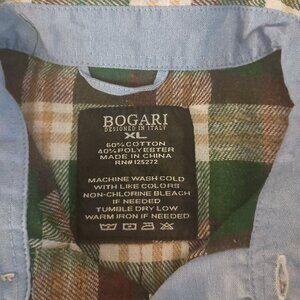 BOGARI
DESIGNED IN ITALY
XL
60% COTTON
40% POLYESTER
MADE IN CHINA
RN# 125272
MACHINE WASH COLD
WITH LIKE COLORS
NON-CHLORINE BLEACH
IF NEEDED
TUMBLE DRY LOW
WARM IRON IF NEEDED